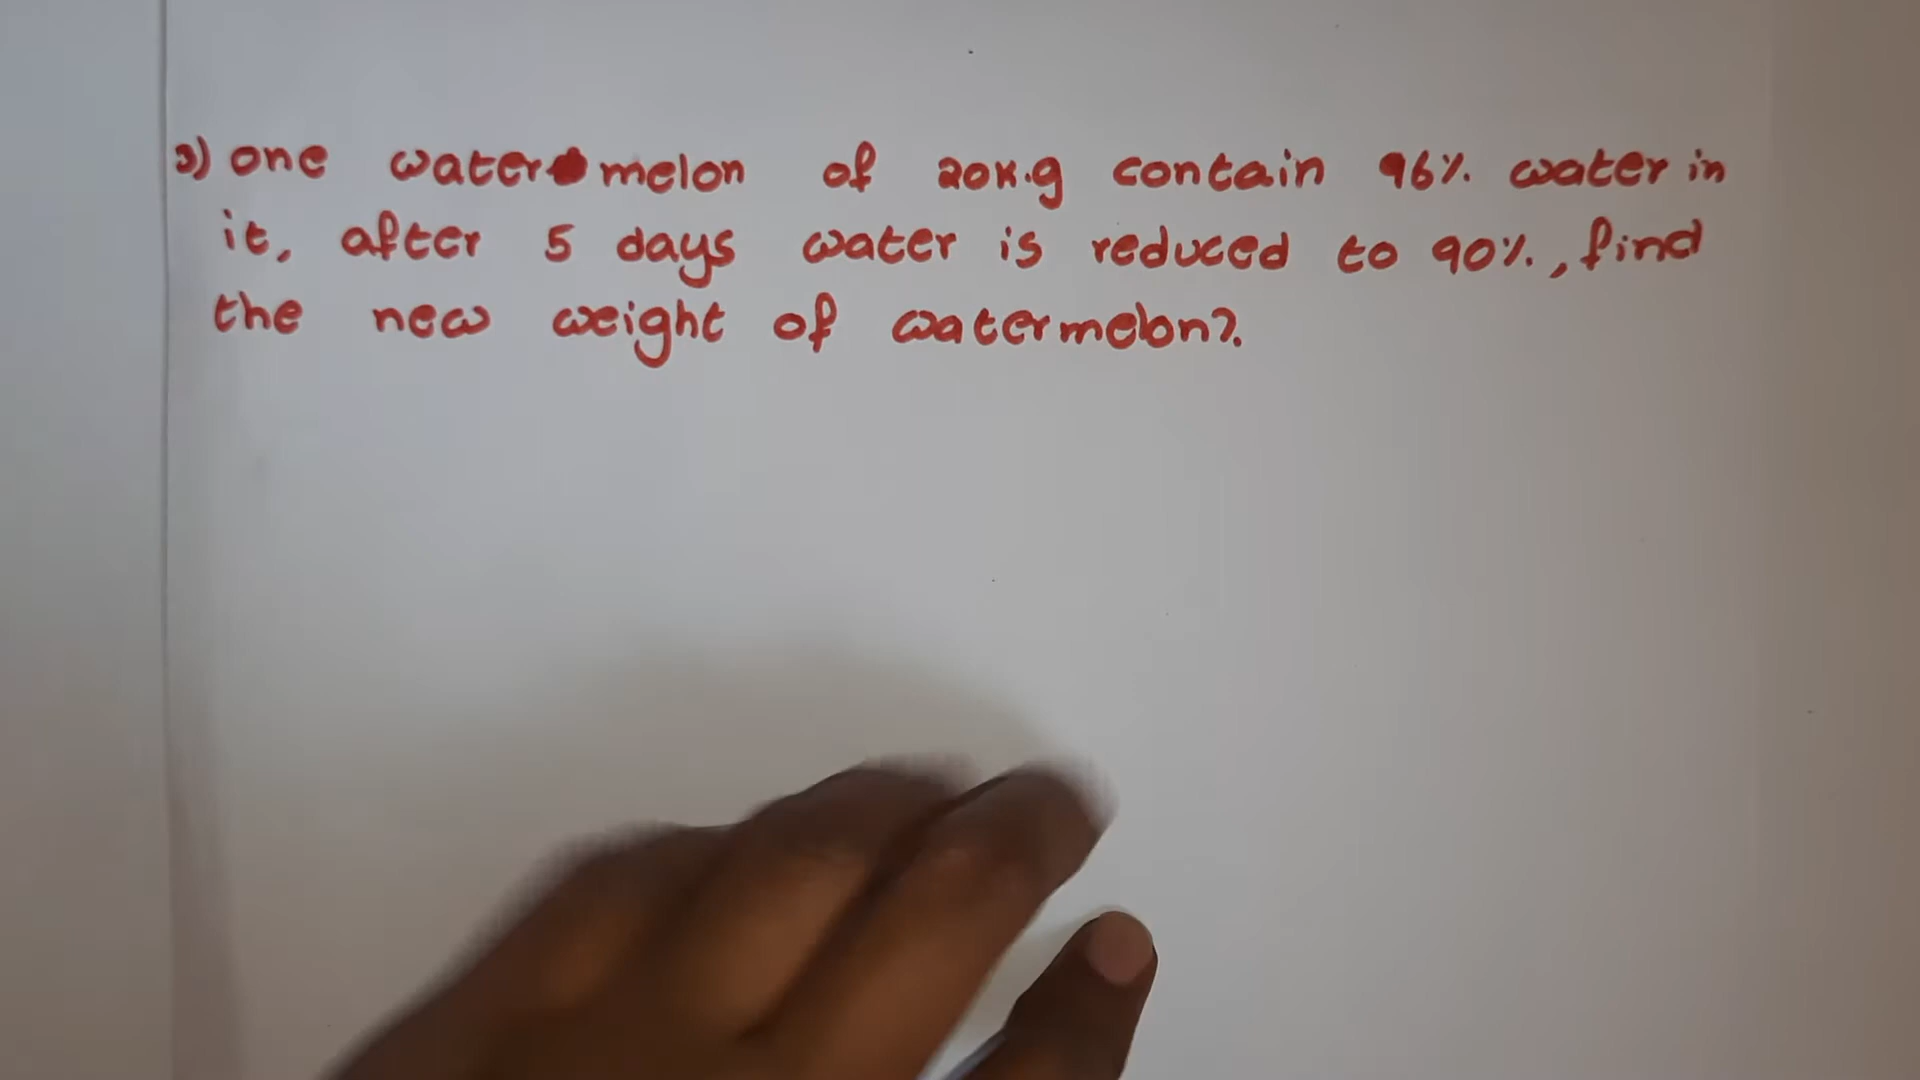 2) one water melon of 20K.g contain 96%. water in
it, after 5 days water is reduced to 90%., find
the new weight of watermelon?.